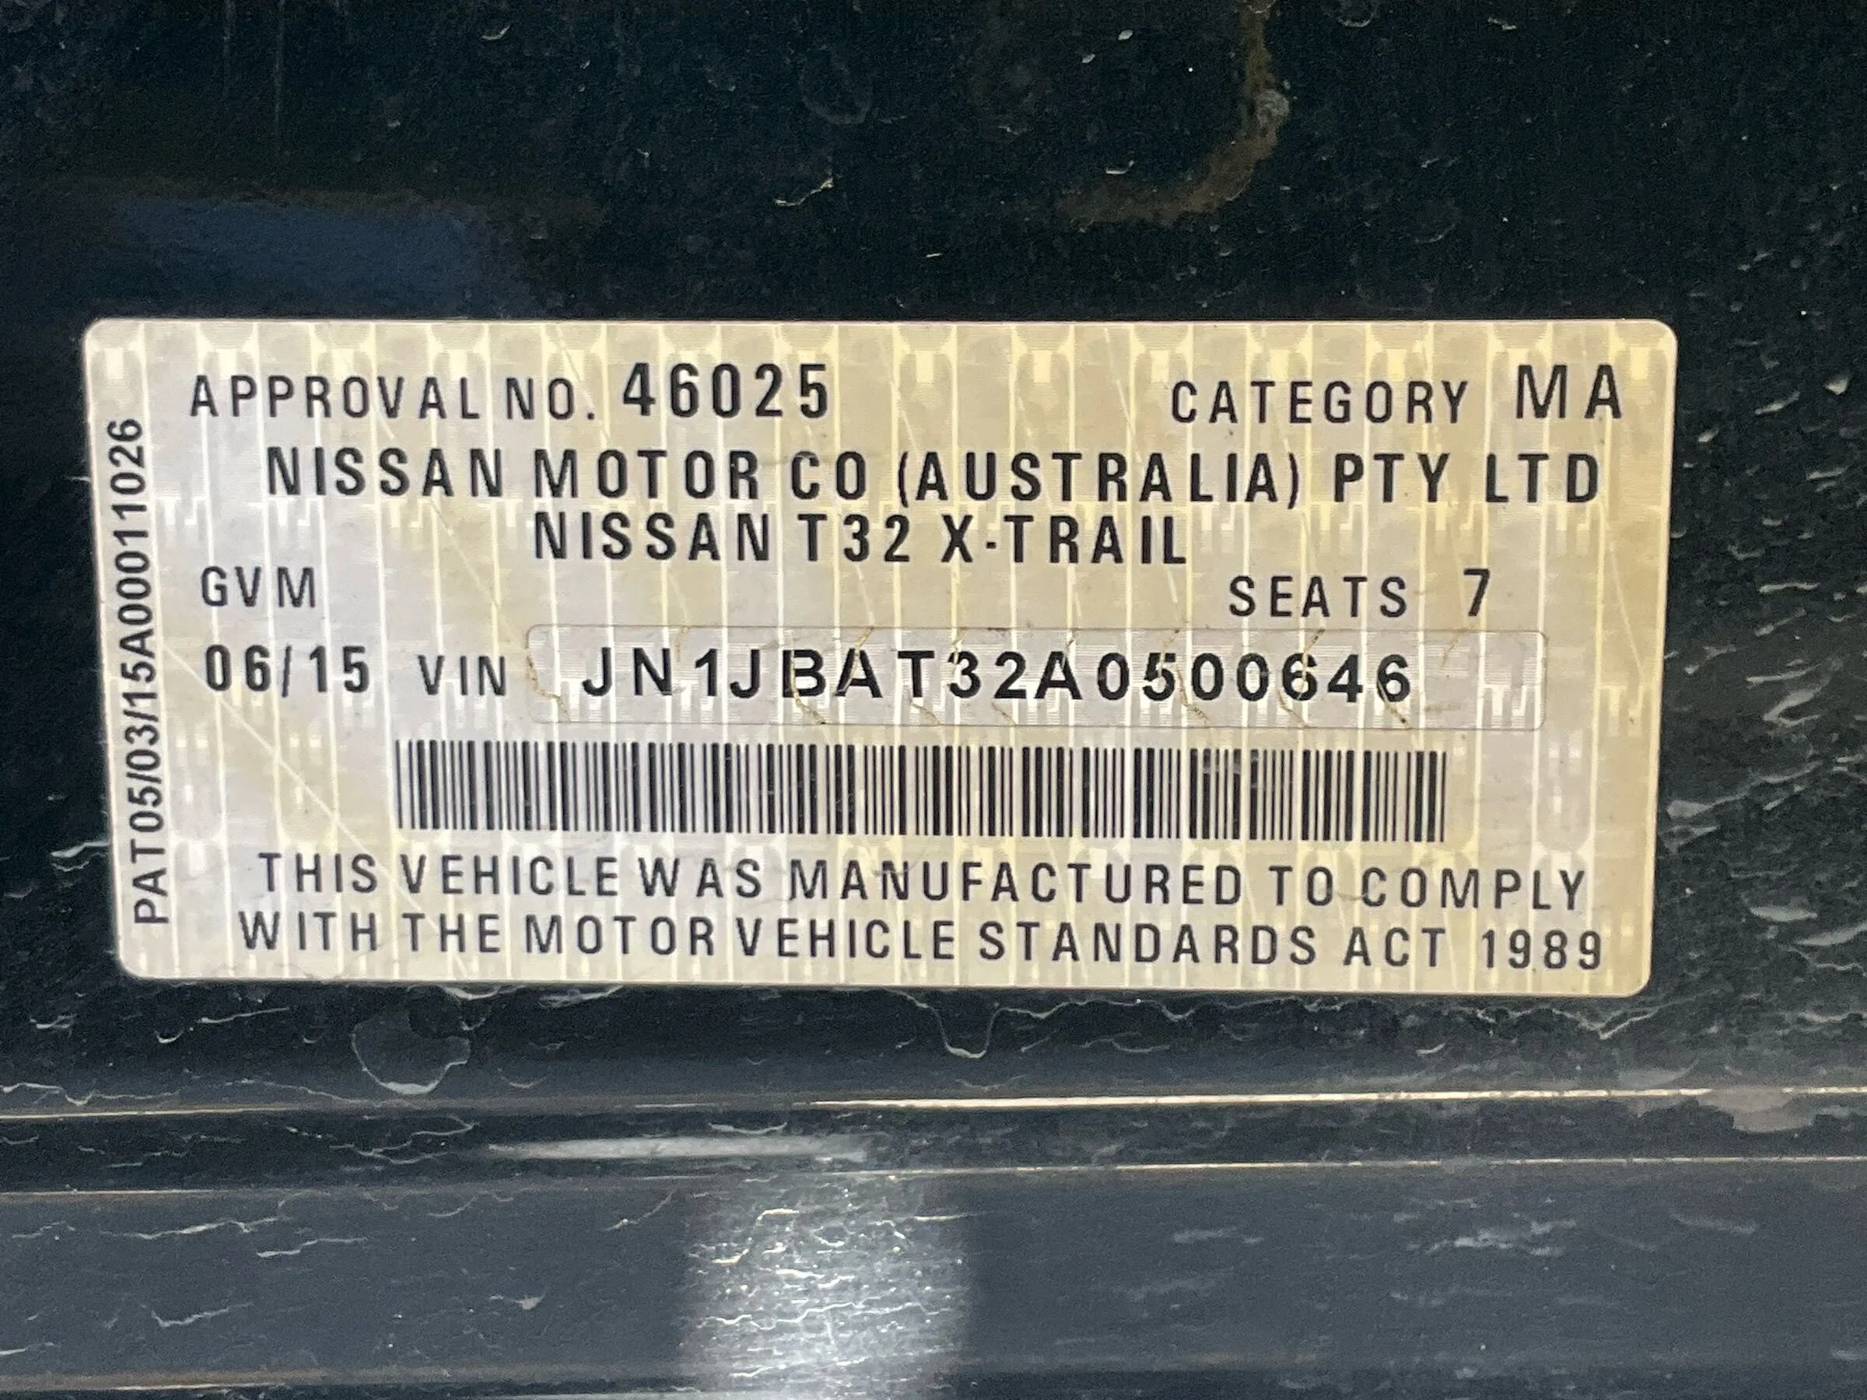 APPROVAL NO. 46025 CATEGORY MA
NISSAN MOTOR CO (AUSTRALIA) PTY LTD
NISSAN T32 X-TRAIL
GVM SEATS 7
06/15 VIN JN1JBAT32A0500646
THIS VEHICLE WAS MANUFACTURED TO COMPLY
WITH THE MOTOR VEHICLE STANDARDS ACT 1989
PAT05/03/15A00011026